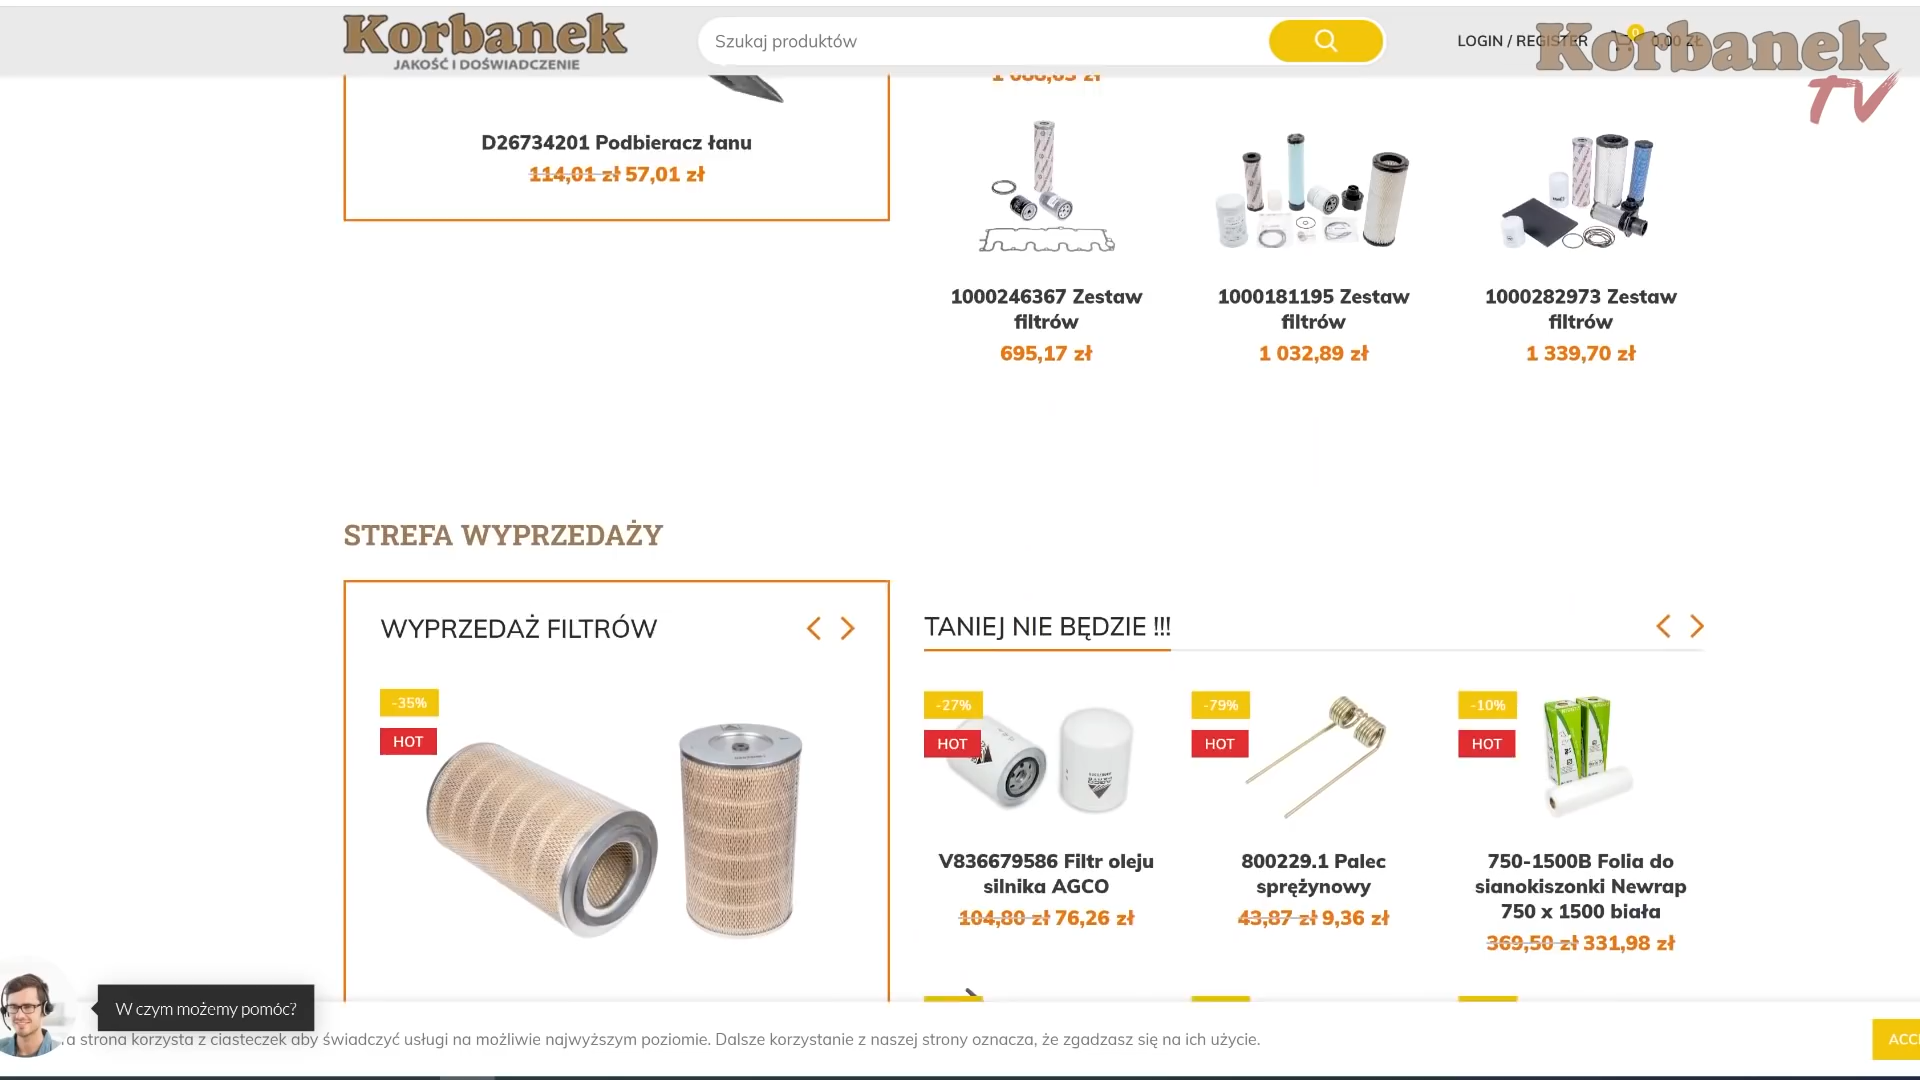 Korbanek
JAKOŚĆ I DOŚWIADCZENIE
Szukaj produktów
LOGIN / REGISTER
0
0,00 ZŁ
Korbanek
TV
D26734201 Podbieracz łanu
114,01 zł 57,01 zł
1000246367 Zestaw
filtrów
695,17 zł
1000181195 Zestaw
filtrów
1 032,89 zł
1000282973 Zestaw
filtrów
1 339,70 zł
STREFA WYPRZEDAŻY
WYPRZEDAŻ FILTRÓW
-35%
HOT
TANIEJ NIE BĘDZIE !!!
-27%
HOT
V836679586 Filtr oleju
silnika AGCO
104,80 zł 76,26 zł
-79%
HOT
800229.1 Palec
sprężynowy
43,87 zł 9,36 zł
-10%
HOT
750-1500B Folia do
sianokiszonki Newrap
750 x 1500 biała
369,50 zł 331,98 zł
W czym możemy pomóc?
a strona korzysta z ciasteczek aby świadczyć usługi na możliwie najwyższym poziomie. Dalsze korzystanie z naszej strony oznacza, że zgadzasz się na ich użycie.
ACC